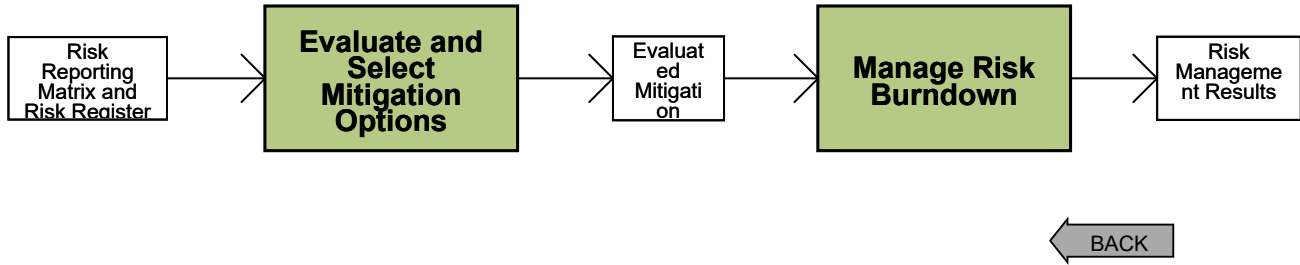 Risk
Reporting
Matrix and
Risk Register
Evaluate and
Select
Mitigation
Options
Evaluat
ed
Mitigati
on
Manage Risk
Burndown
Risk
Manageme
nt Results
BACK